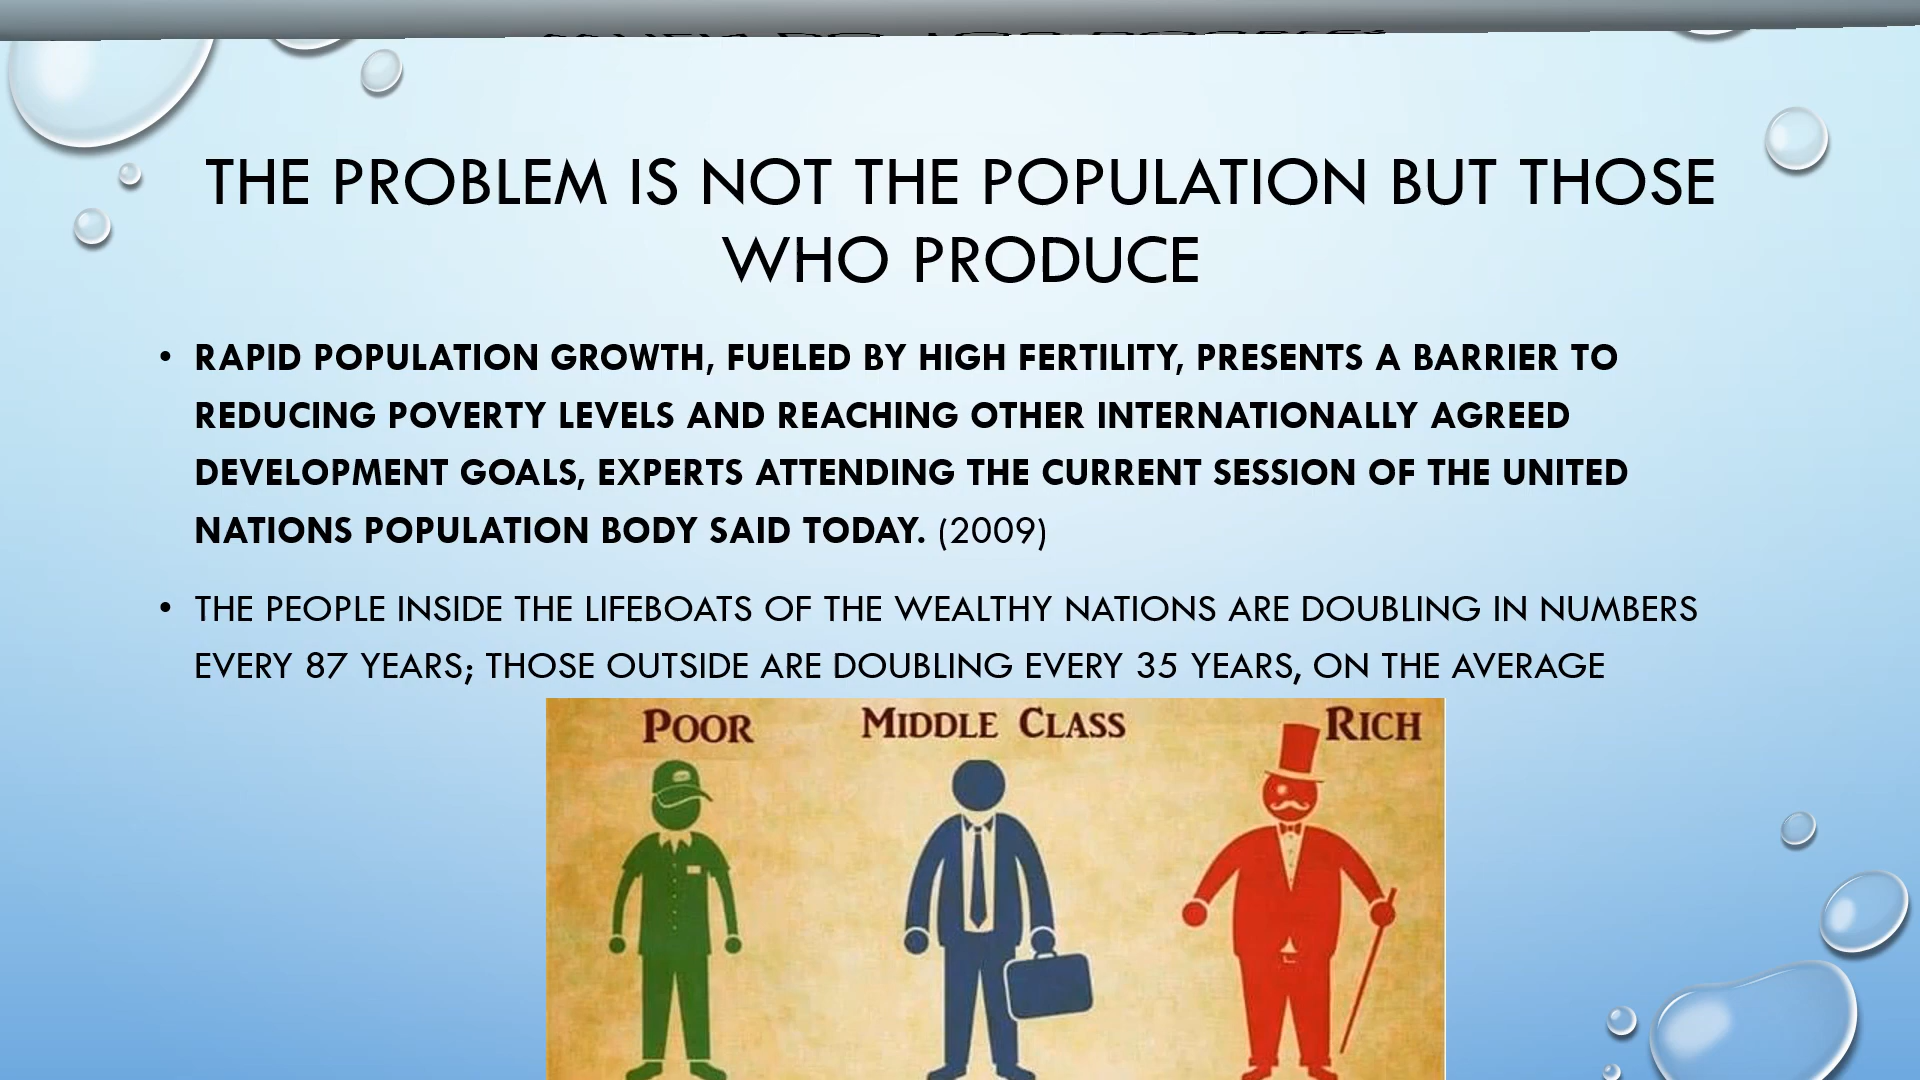 THE PROBLEM IS NOT THE POPULATION BUT THOSE
WHO PRODUCE
• RAPID POPULATION GROWTH, FUELED BY HIGH FERTILITY, PRESENTS A BARRIER TO
REDUCING POVERTY LEVELS AND REACHING OTHER INTERNATIONALLY AGREED
DEVELOPMENT GOALS, EXPERTS ATTENDING THE CURRENT SESSION OF THE UNITED
NATIONS POPULATION BODY SAID TODAY. (2009)
• THE PEOPLE INSIDE THE LIFEBOATS OF THE WEALTHY NATIONS ARE DOUBLING IN NUMBERS
EVERY 87 YEARS; THOSE OUTSIDE ARE DOUBLING EVERY 35 YEARS, ON THE AVERAGE
POOR MIDDLE CLASS RICH